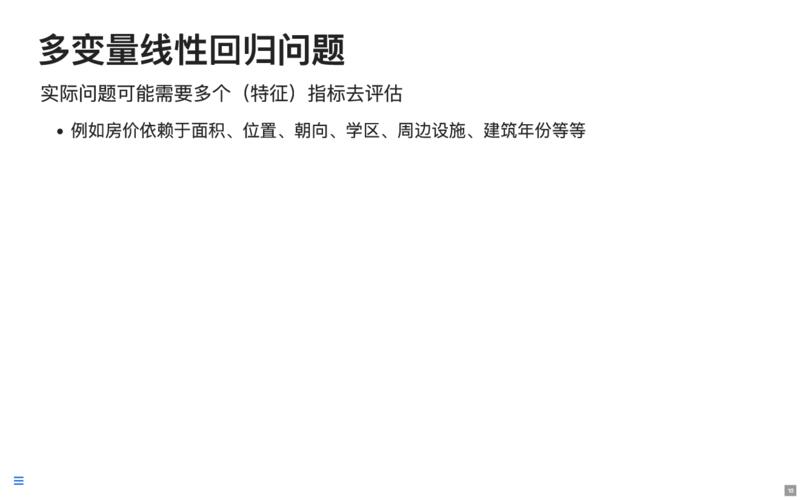 多变量线性回归问题
实际问题可能需要多个（特征）指标去评估
• 例如房价依赖于面积、位置、朝向、学区、周边设施、建筑年份等等